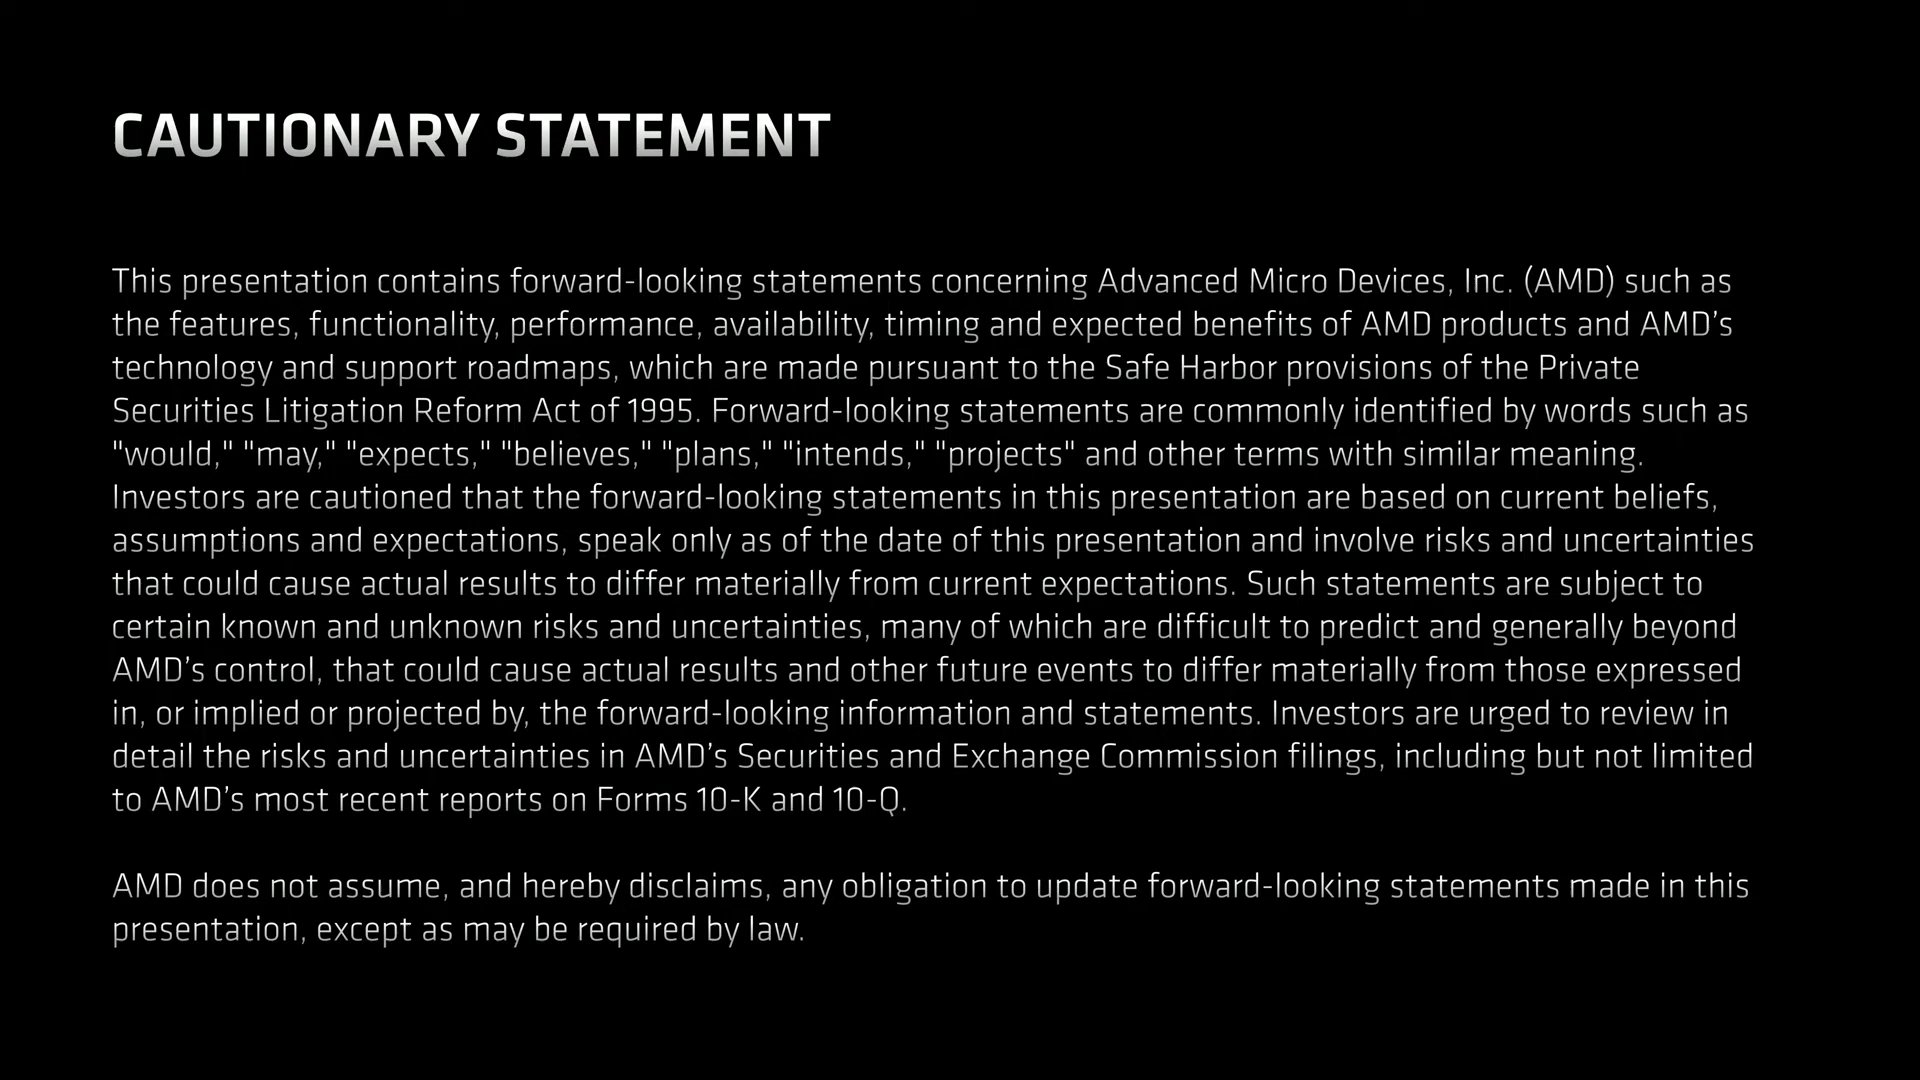 CAUTIONARY STATEMENT
This presentation contains forward-looking statements concerning Advanced Micro Devices, Inc. (AMD) such as
the features, functionality, performance, availability, timing and expected benefits of AMD products and AMD’s
technology and support roadmaps, which are made pursuant to the Safe Harbor provisions of the Private
Securities Litigation Reform Act of 1995. Forward-looking statements are commonly identified by words such as
"would," "may," "expects," "believes," "plans," "intends," "projects" and other terms with similar meaning.
Investors are cautioned that the forward-looking statements in this presentation are based on current beliefs,
assumptions and expectations, speak only as of the date of this presentation and involve risks and uncertainties
that could cause actual results to differ materially from current expectations. Such statements are subject to
certain known and unknown risks and uncertainties, many of which are difficult to predict and generally beyond
AMD’s control, that could cause actual results and other future events to differ materially from those expressed
in, or implied or projected by, the forward-looking information and statements. Investors are urged to review in
detail the risks and uncertainties in AMD’s Securities and Exchange Commission filings, including but not limited
to AMD’s most recent reports on Forms 10-K and 10-Q.
AMD does not assume, and hereby disclaims, any obligation to update forward-looking statements made in this
presentation, except as may be required by law.